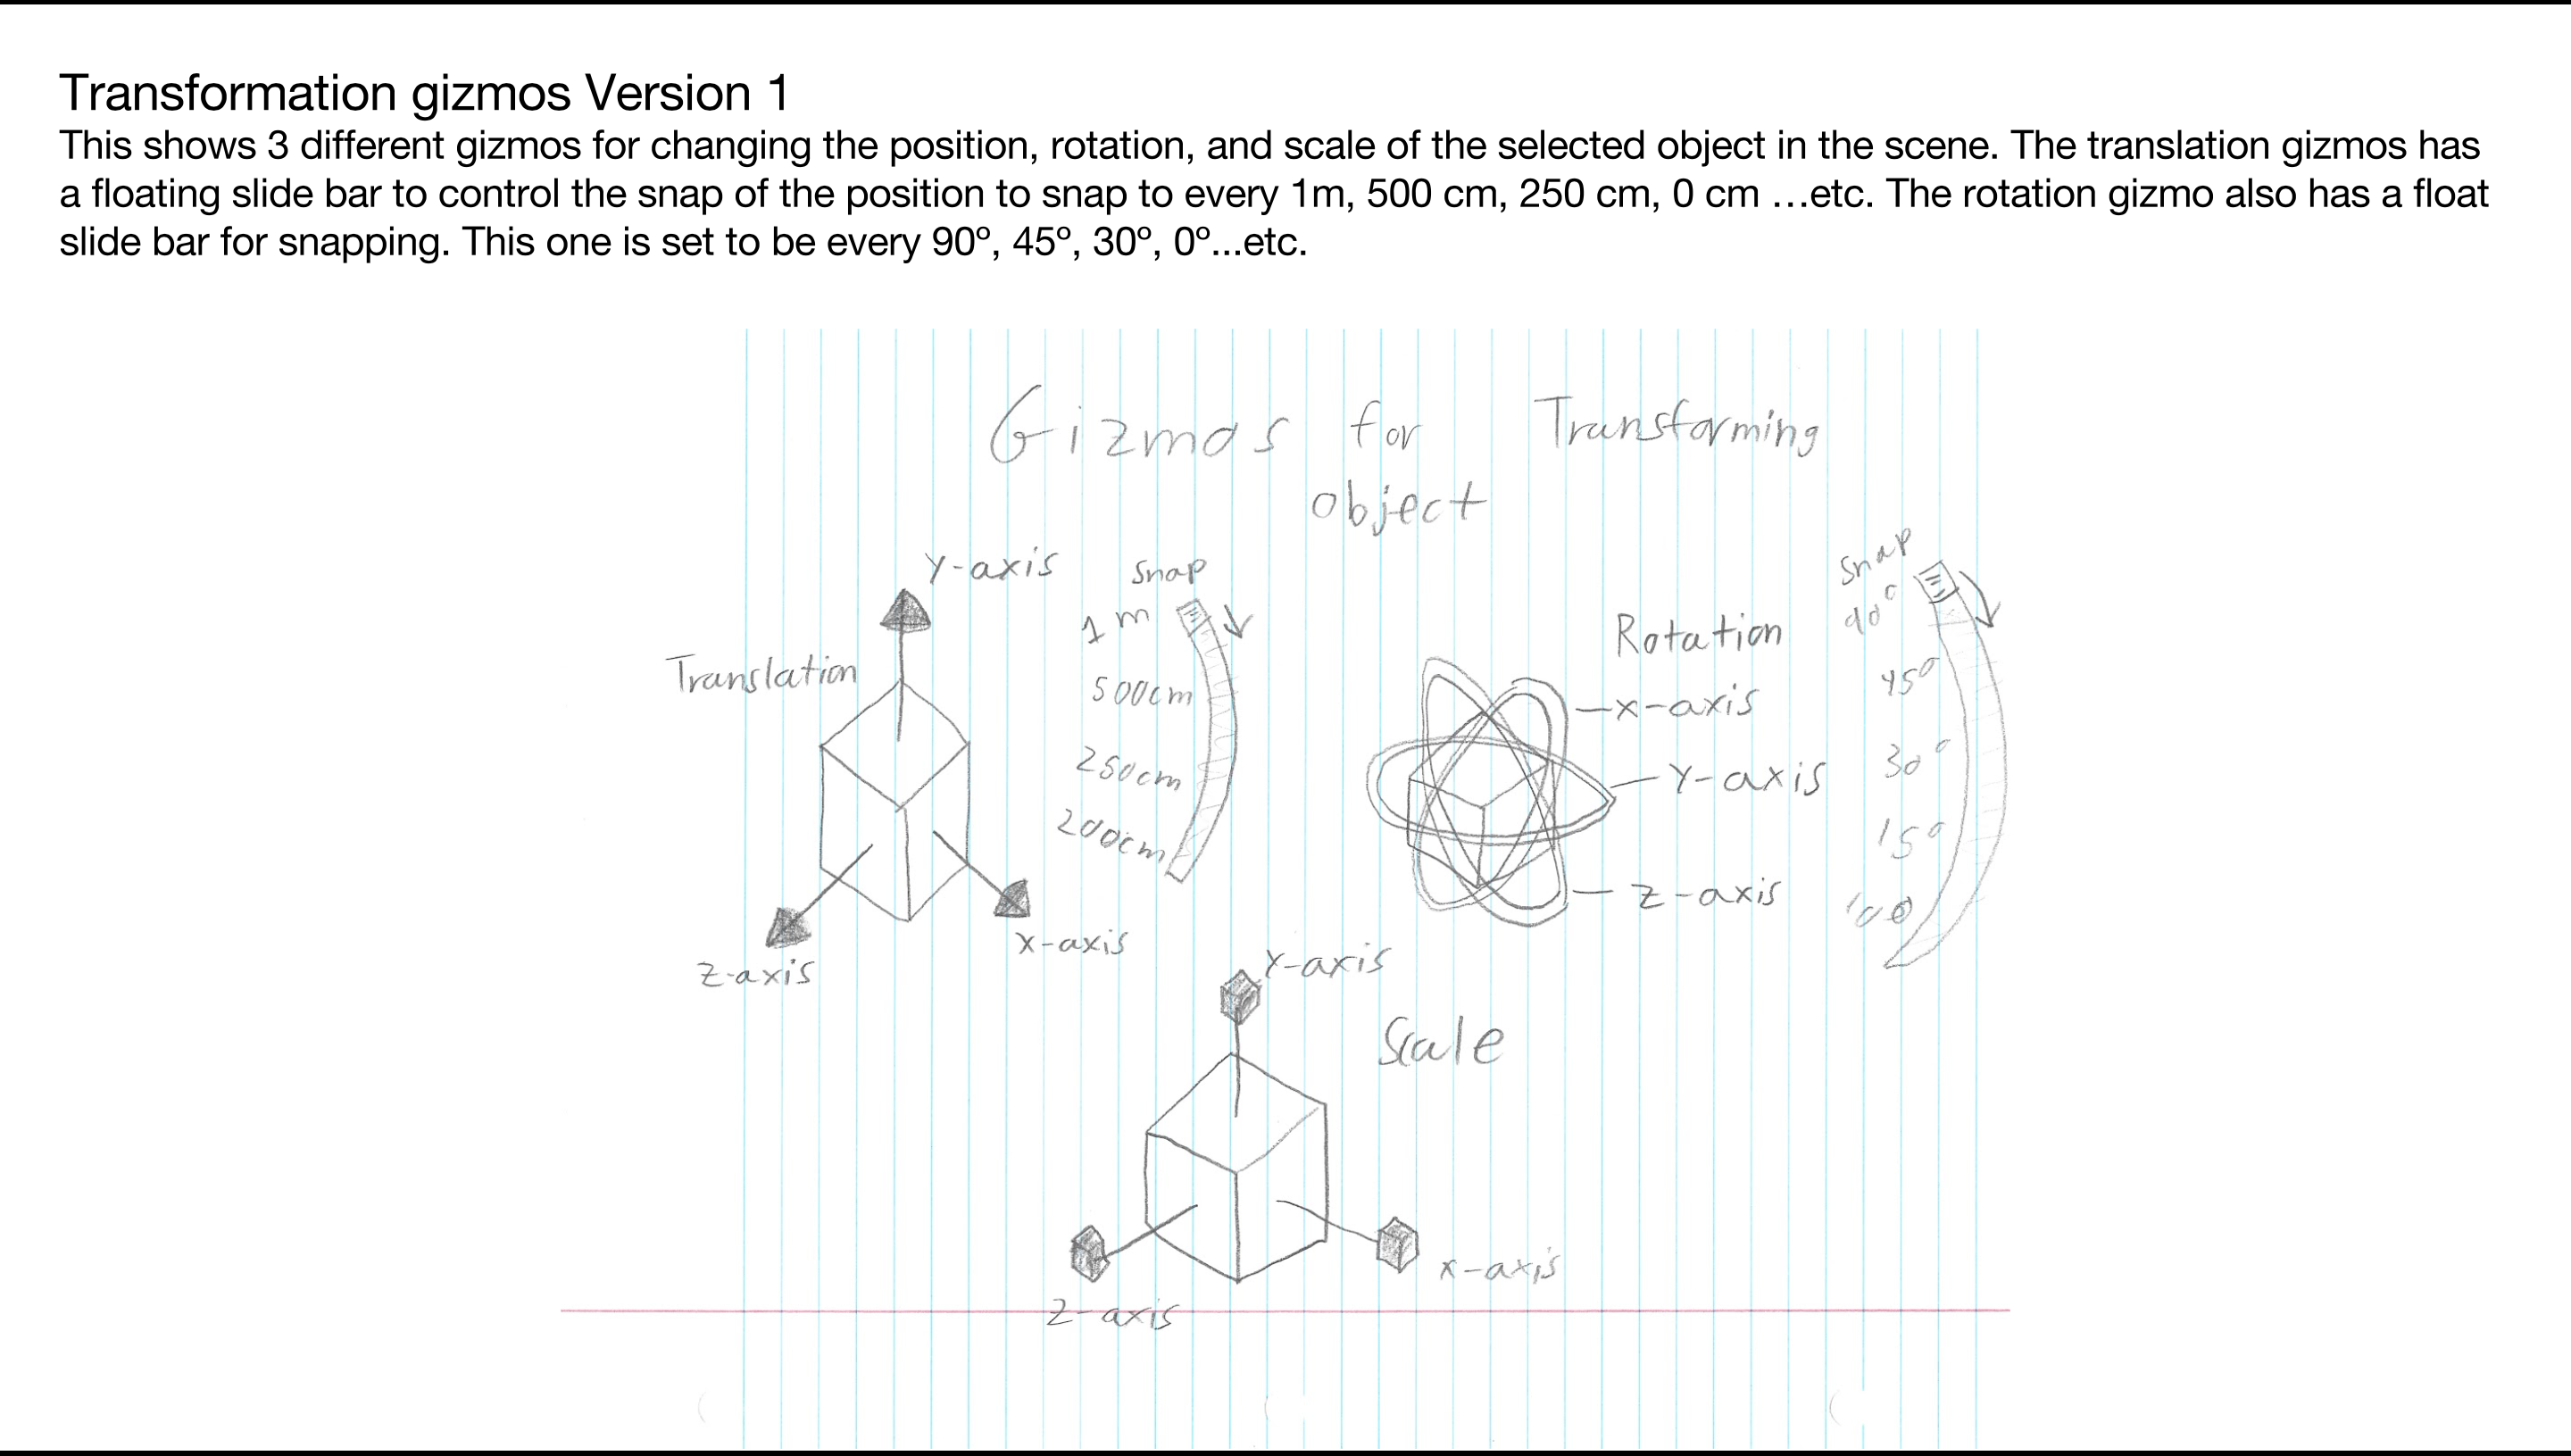 Transformation gizmos Version 1
This shows 3 different gizmos for changing the position, rotation, and scale of the selected object in the scene. The translation gizmos has
a floating slide bar to control the snap of the position to snap to every 1m, 500 cm, 250 cm, 0 cm …etc. The rotation gizmo also has a float
slide bar for snapping. This one is set to be every 90º, 45º, 30º, 0º...etc.
Gizmos for Transforming
object
Translation
Y-axis
z-axis
x-axis
Snap
1 m
500cm
250cm
200cm
Rotation
x-axis
Y-axis
z-axis
Snap
90°
45°
30°
15°
Scale
Y-axis
z-axis
x-axis